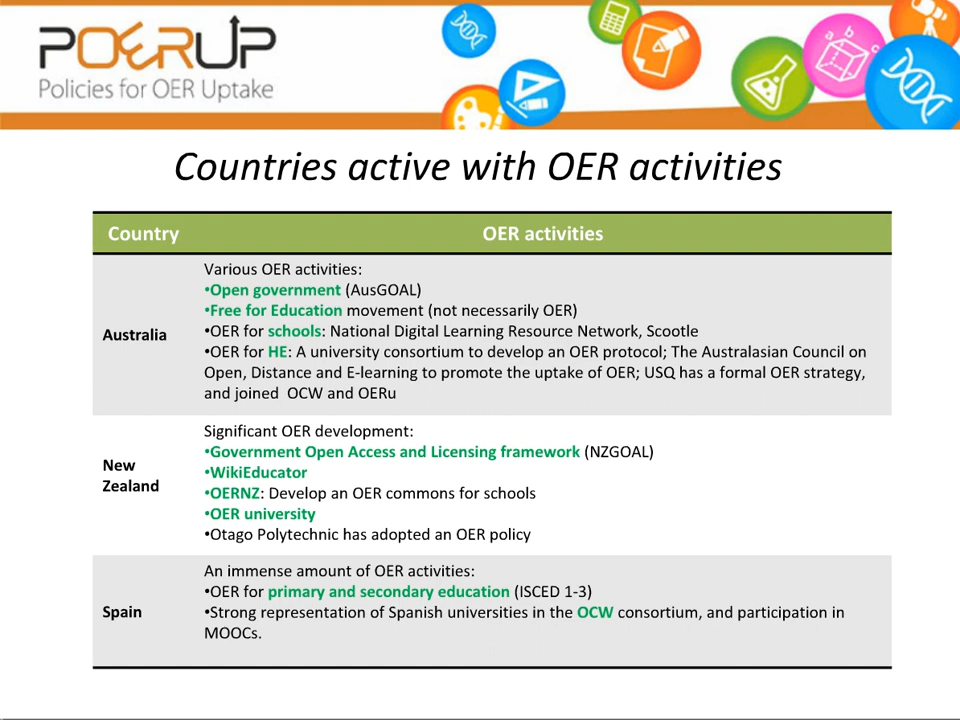 POERUP
Policies for OER Uptake
a b c
Countries active with OER activities
Country OER activities
Australia
Various OER activities:
•Open government (AusGOAL)
•Free for Education movement (not necessarily OER)
•OER for schools: National Digital Learning Resource Network, Scootle
•OER for HE: A university consortium to develop an OER protocol; The Australasian Council on
Open, Distance and E-learning to promote the uptake of OER; USQ has a formal OER strategy,
and joined OCW and OERu
New
Zealand
Significant OER development:
•Government Open Access and Licensing framework (NZGOAL)
•WikiEducator
•OERNZ: Develop an OER commons for schools
•OER university
•Otago Polytechnic has adopted an OER policy
Spain
An immense amount of OER activities:
•OER for primary and secondary education (ISCED 1-3)
•Strong representation of Spanish universities in the OCW consortium, and participation in
MOOCs.